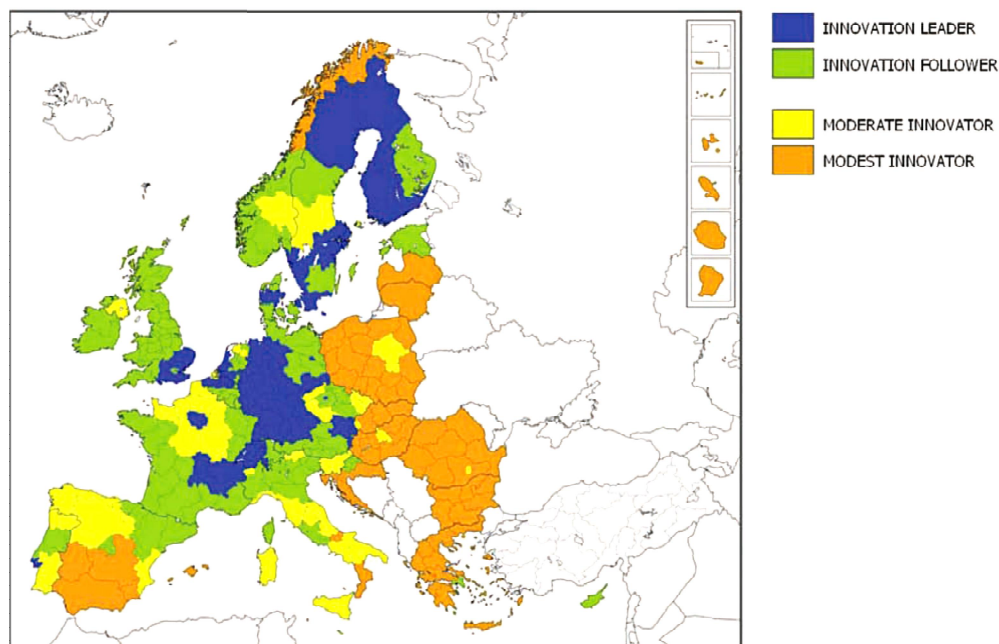 INNOVATION LEADER
INNOVATION FOLLOWER
MODERATE INNOVATOR
MODEST INNOVATOR